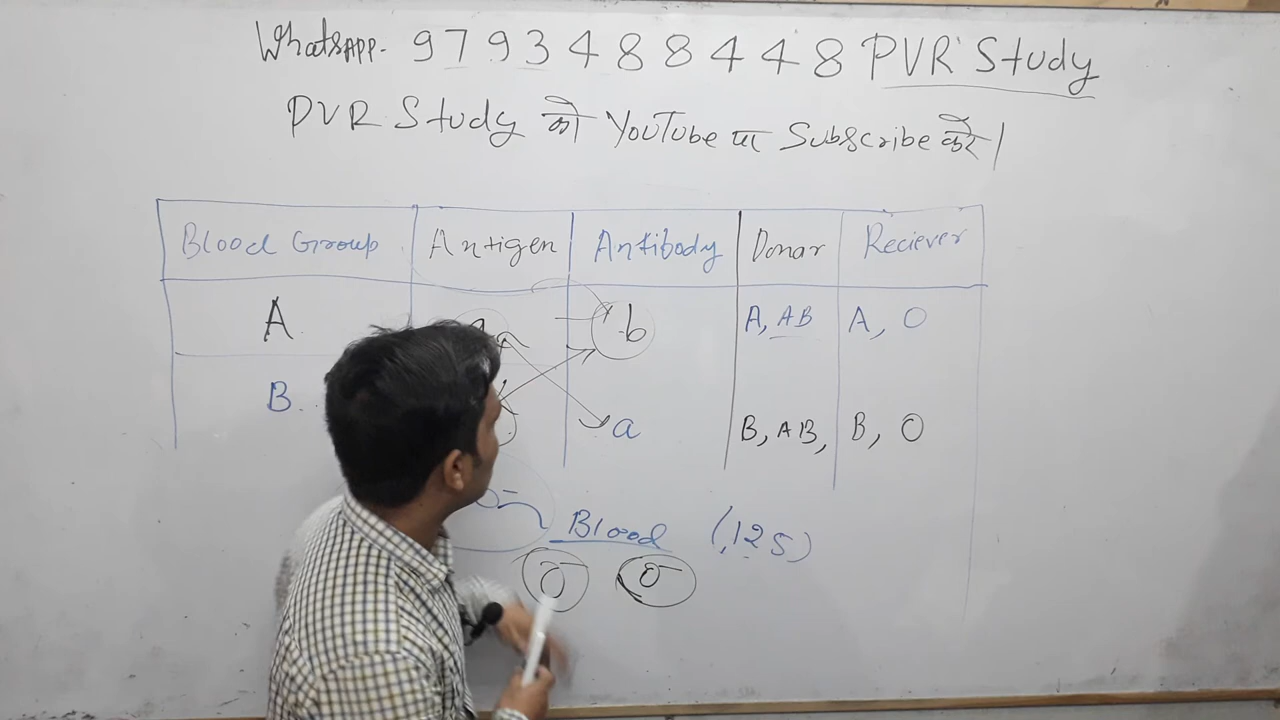 WhatsAPP. 9793488448 PVR Study
PVR Study को YouTube पर Subscribe करे।
Blood Group Antigen Antibody Donar Reciever
A b A, AB A, O
B a B, AB, B, O
Blood (125)